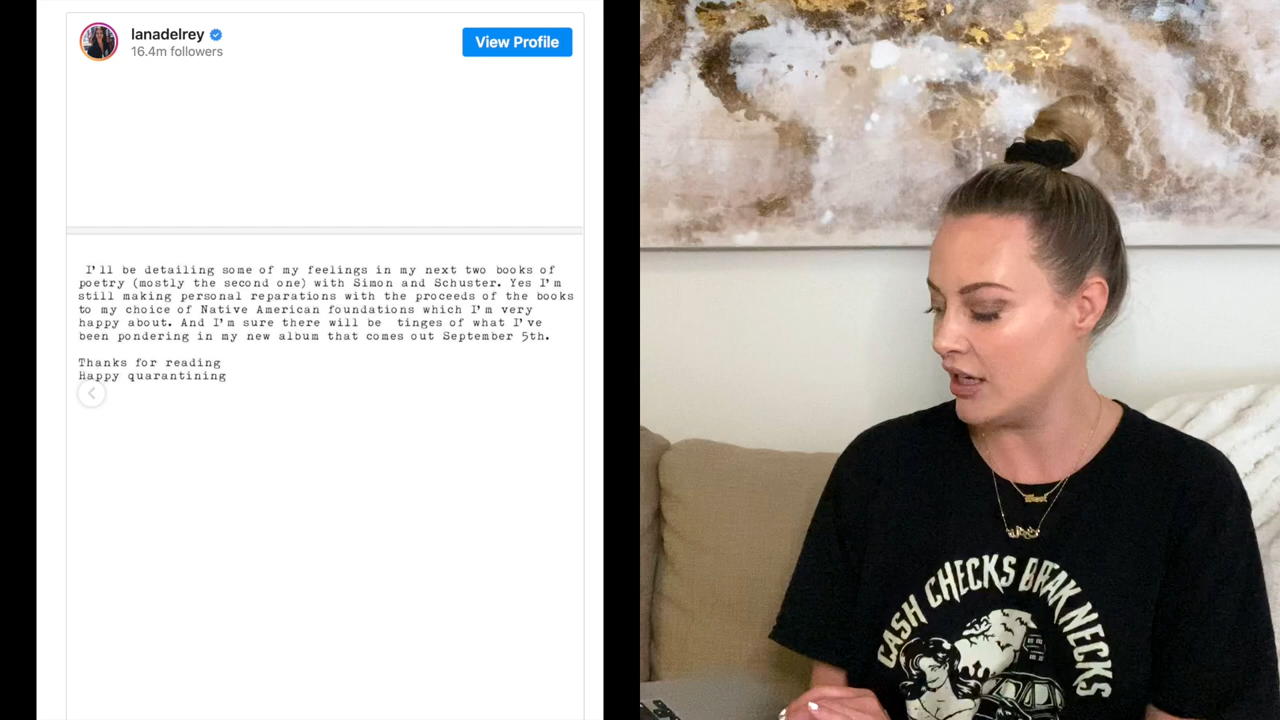 lanadelrey
16.4m followers
View Profile
I'll be detailing some of my feelings in my next two books of
poetry (mostly the second one) with Simon and Schuster. Yes I'm
still making personal reparations with the proceeds of the books
to my choice of Native American foundations which I'm very
happy about. And I'm sure there will be tinges of what I've
been pondering in my new album that comes out September 5th.
Thanks for reading
Happy quarantining
CASH CHECKS BREAK NECKS